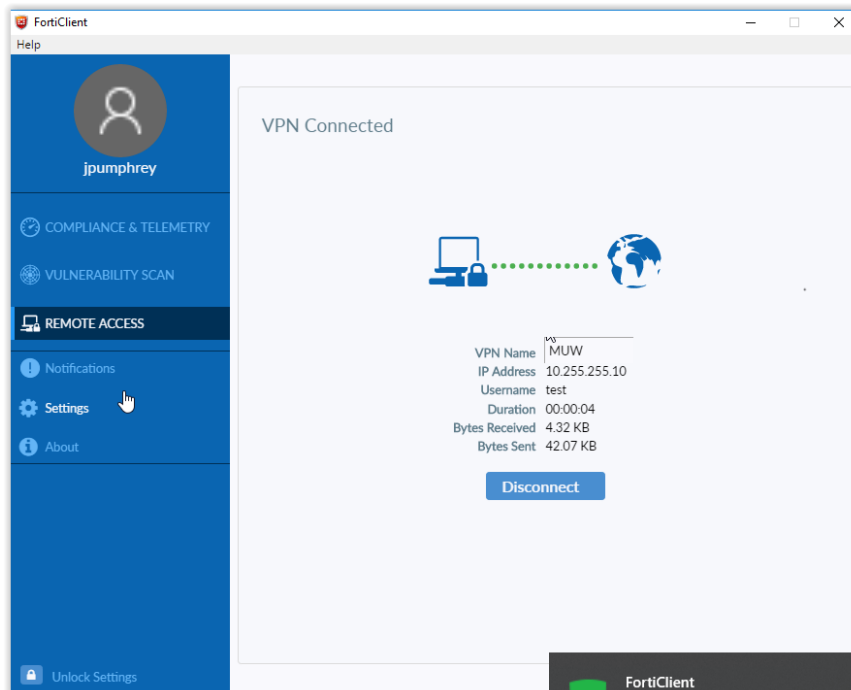 FortiClient
Help
jpumphrey
COMPLIANCE & TELEMETRY
VULNERABILITY SCAN
REMOTE ACCESS
Notifications
Settings
About
Unlock Settings
VPN Connected
VPN Name MUW
IP Address 10.255.255.10
Username test
Duration 00:00:04
Bytes Received 4.32 KB
Bytes Sent 42.07 KB
Disconnect
FortiClient